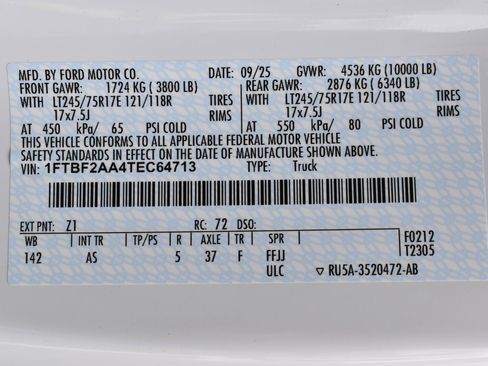 MFD. BY FORD MOTOR CO. DATE: 09/25 GVWR: 4536 KG (10000 LB)
FRONT GAWR: 1724 KG ( 3800 LB) REAR GAWR: 2876 KG ( 6340 LB)
WITH LT245/75R17E 121/118R TIRES WITH LT245/75R17E 121/118R TIRES
17x7.5J RIMS 17x7.5J RIMS
AT 450 kPa/ 65 PSI COLD AT 550 kPa/ 80 PSI COLD
THIS VEHICLE CONFORMS TO ALL APPLICABLE FEDERAL MOTOR VEHICLE
SAFETY STANDARDS IN EFFECT ON THE DATE OF MANUFACTURE SHOWN ABOVE.
VIN: 1FTBF2AA4TEC64713 TYPE: Truck
EXT PNT: Z1 RC: 72 DSO:
WB INT TR TP/PS R AXLE TR SPR F0212
142 AS 5 37 F FFJJ T2305
ULC ▽ RU5A-3520472-AB